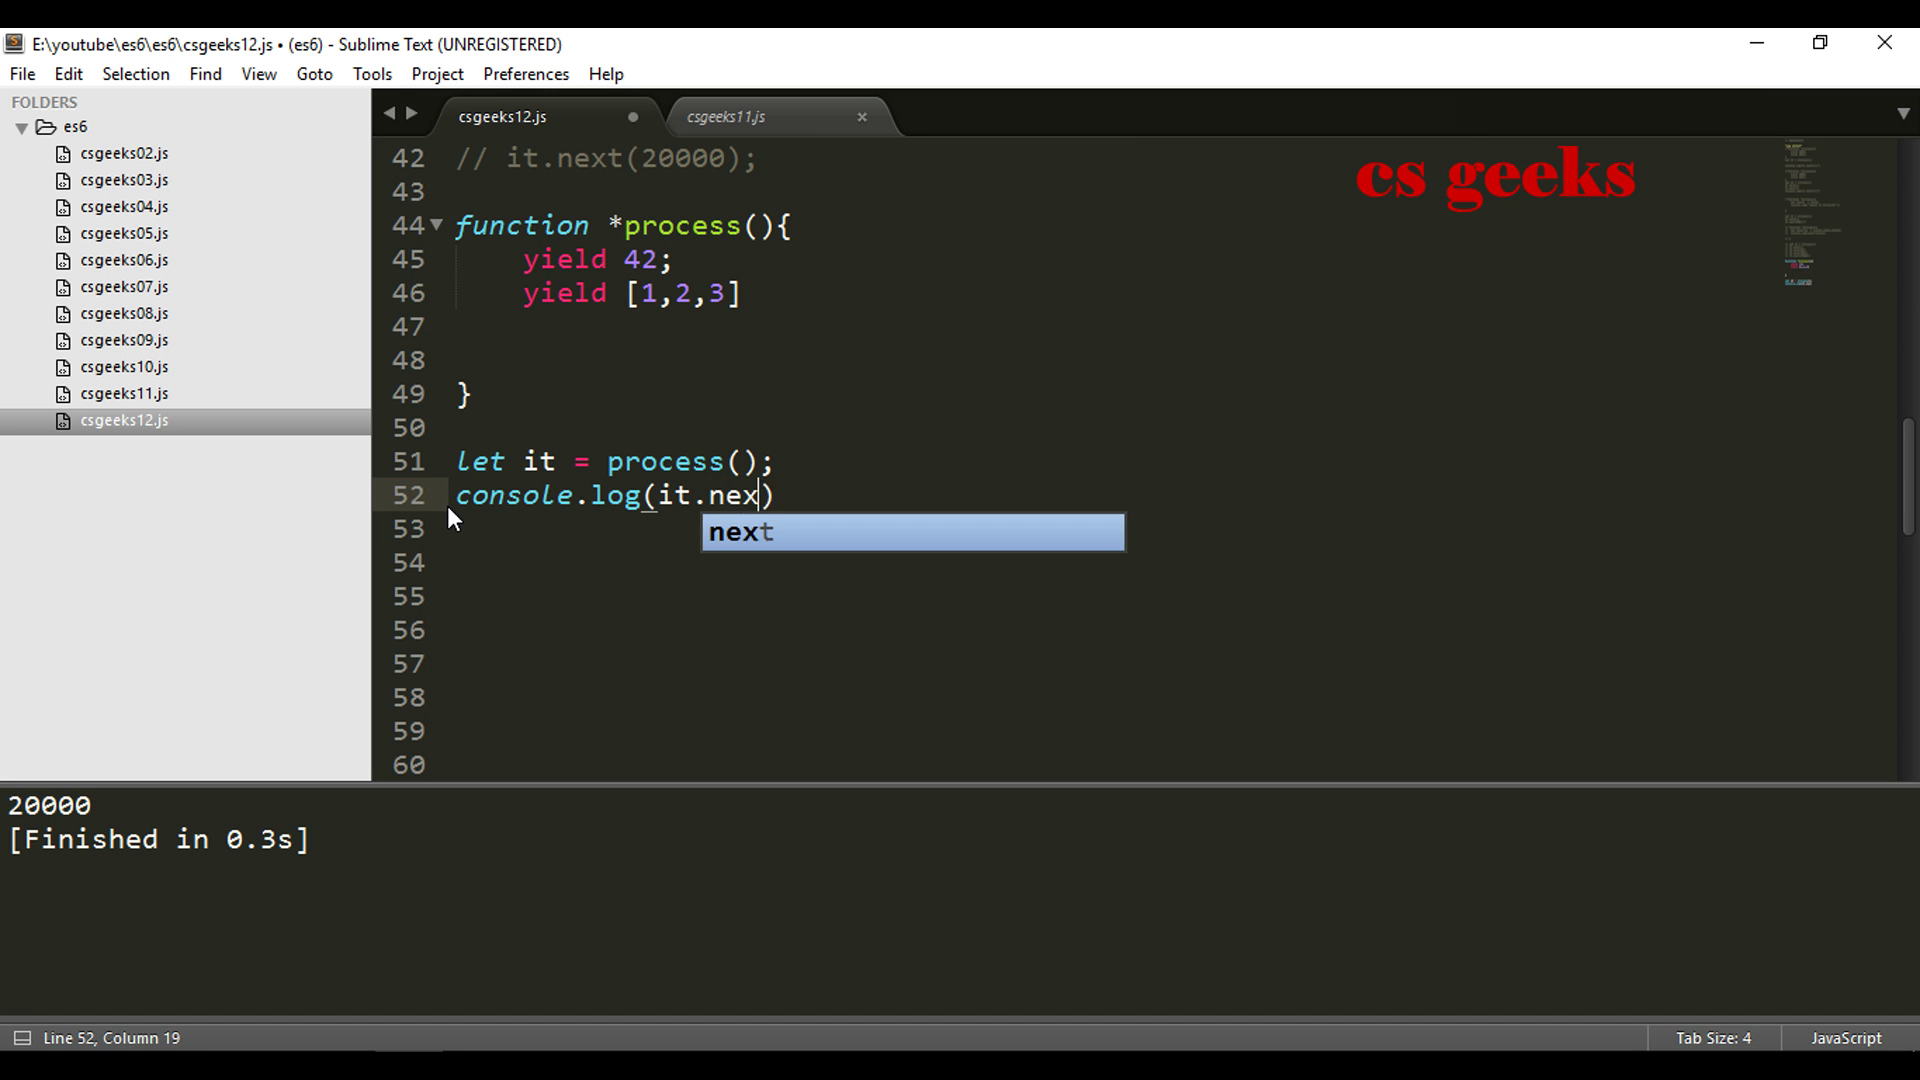 E:\youtube\es6\es6\csgeeks12.js • (es6) - Sublime Text (UNREGISTERED)
File Edit Selection Find View Goto Tools Project Preferences Help
FOLDERS
es6
csgeeks02.js
csgeeks03.js
csgeeks04.js
csgeeks05.js
csgeeks06.js
csgeeks07.js
csgeeks08.js
csgeeks09.js
csgeeks10.js
csgeeks11.js
csgeeks12.js
csgeeks12.js csgeeks11.js
cs geeks
42 // it.next(20000);
43
44 function *process(){
45 yield 42;
46 yield [1,2,3]
47
48
49 }
50
51 let it = process();
52 console.log(it.nex)
next
53
54
55
56
57
58
59
60
20000
[Finished in 0.3s]
Line 52, Column 19 Tab Size: 4 JavaScript